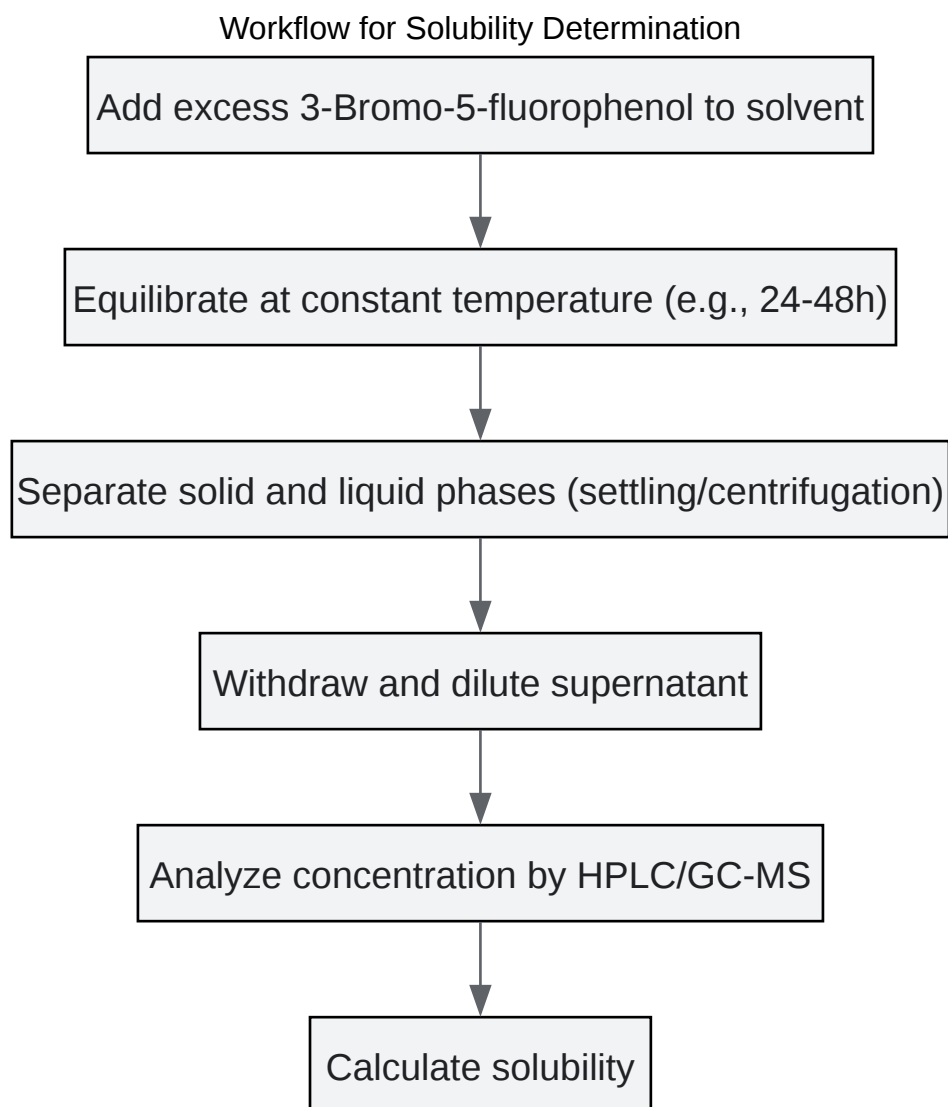 Workflow for Solubility Determination
Add excess 3-Bromo-5-fluorophenol to solvent
Equilibrate at constant temperature (e.g., 24-48h)
Separate solid and liquid phases (settling/centrifugation)
Withdraw and dilute supernatant
Analyze concentration by HPLC/GC-MS
Calculate solubility